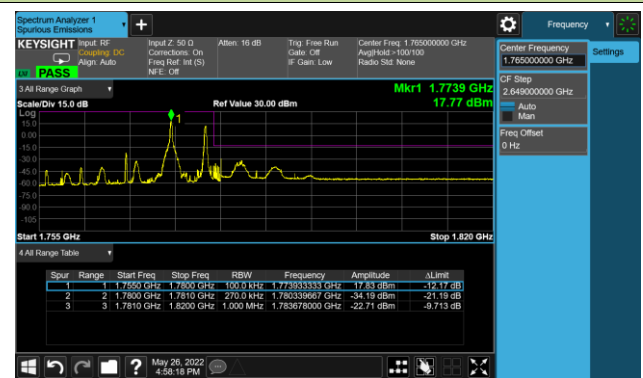 Spectrum Analyzer 1
Spurious Emissions
Frequency
KEYSIGHT Input: RF
Coupling: DC
Align: Auto
Input Z: 50 Ω
Corrections: On
Freq Ref: Int (S)
NFE: Off
Atten: 16 dB
Trig: Free Run
Gate: Off
IF Gain: Low
Center Freq: 1.765000000 GHz
Avg|Hold:>100/100
Radio Std: None
PASS
Center Frequency
1.765000000 GHz
Settings
CF Step
2.649000000 GHz
Auto
Man
Freq Offset
0 Hz
3 All Range Graph
Mkr1 1.7739 GHz
Scale/Div 15.0 dB
Ref Value 30.00 dBm
17.77 dBm
Log
1
15.0
0.00
-15.0
-30.0
-45.0
-60.0
-75.0
-90.0
-105
Start 1.755 GHz
Stop 1.820 GHz
4 All Range Table
Spur Range Start Freq Stop Freq RBW Frequency Amplitude ΔLimit
1 1 1.7550 GHz 1.7800 GHz 100.0 kHz 1.773933333 GHz 17.83 dBm -12.17 dB
2 2 1.7800 GHz 1.7810 GHz 270.0 kHz 1.780339667 GHz -34.19 dBm -21.19 dB
3 3 1.7810 GHz 1.8200 GHz 1.000 MHz 1.783678000 GHz -22.71 dBm -9.713 dB
? May 26, 2022
4:58:18 PM